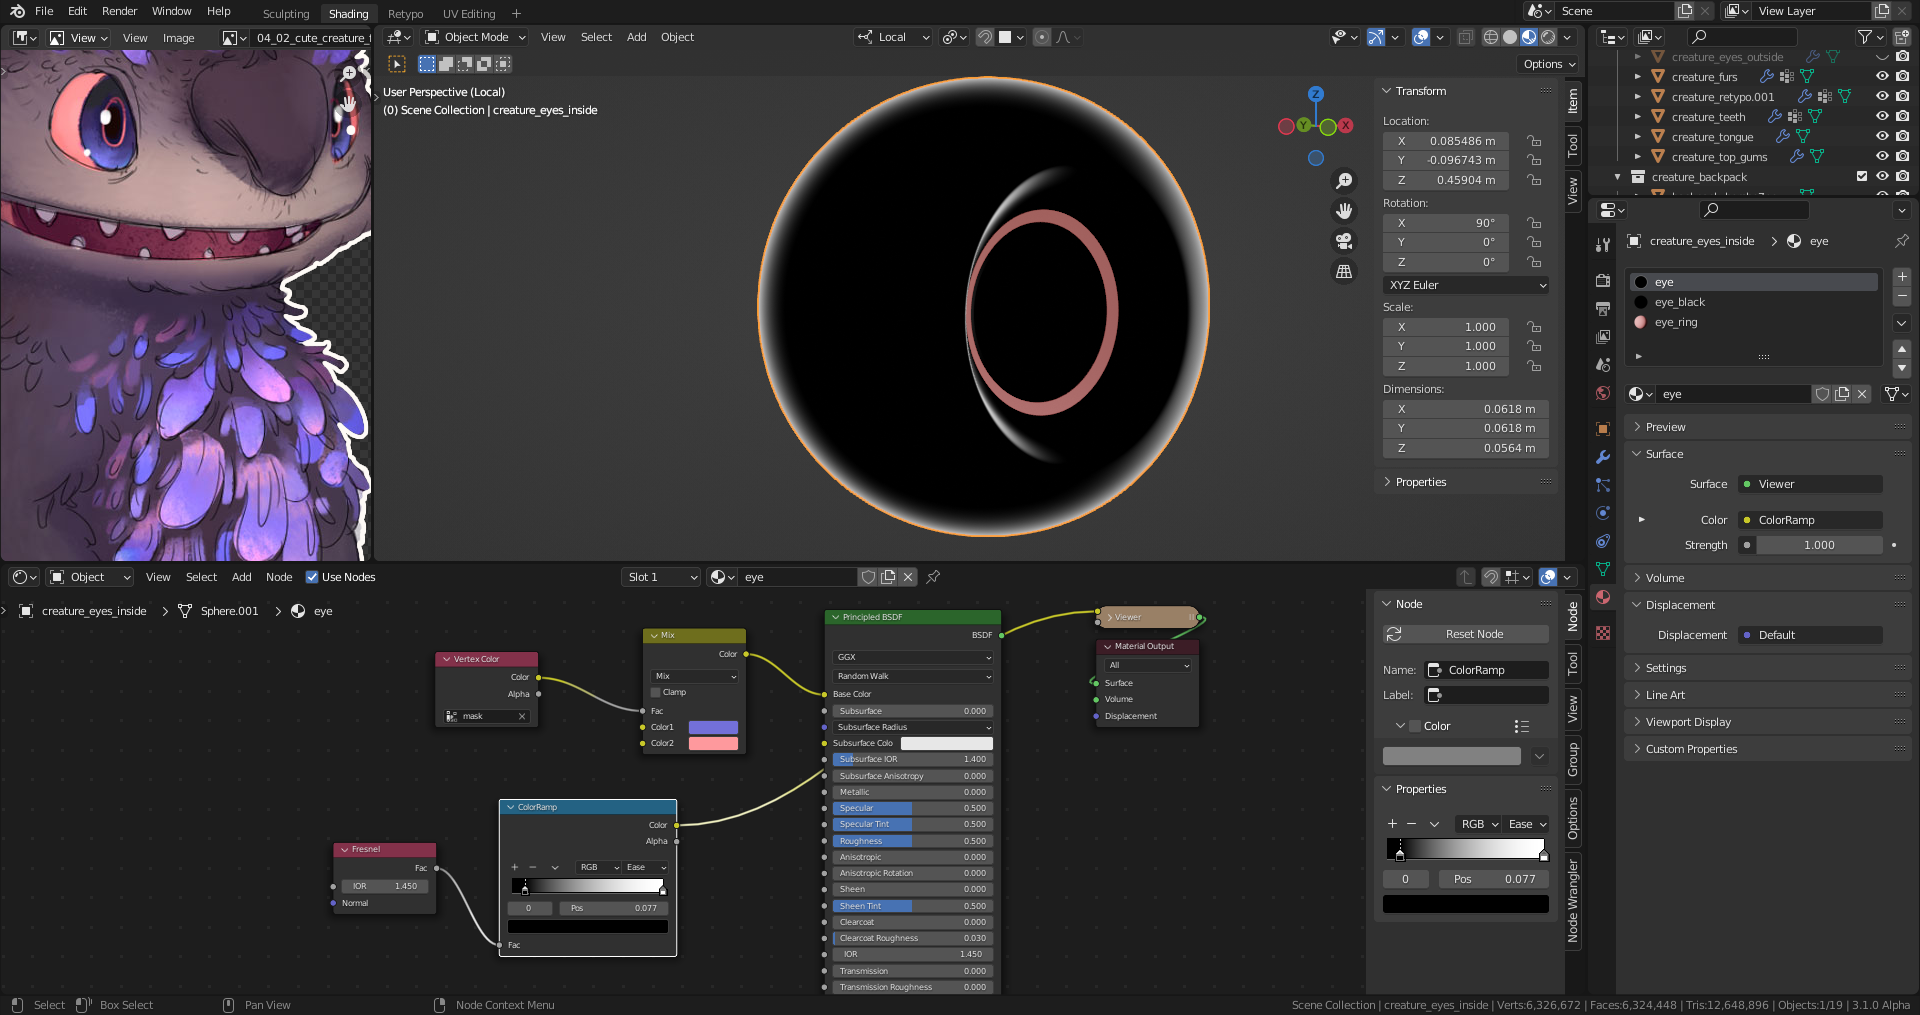 File Edit Render Window Help Sculpting Shading Retypo UV Editing + Scene View Layer
View View Image 04_02_cute_creature_f
Object Mode View Select Add Object Local
Options
User Perspective (Local)
(0) Scene Collection | creature_eyes_inside
Z
Y X
Transform
Location:
X 0.085486 m
Y -0.096743 m
Z 0.45904 m
Rotation:
X 90°
Y 0°
Z 0°
XYZ Euler
Scale:
X 1.000
Y 1.000
Z 1.000
Dimensions:
X 0.0618 m
Y 0.0618 m
Z 0.0564 m
Properties
Item
Tool
View
creature_eyes_outside
creature_furs
creature_retypo.001
creature_teeth
creature_tongue
creature_top_gums
creature_backpack
creature_eyes_inside > eye
eye
eye_black
eye_ring
eye
Preview
Surface
Surface Viewer
Color ColorRamp
Strength 1.000
Volume
Displacement
Displacement Default
Settings
Line Art
Viewport Display
Custom Properties
Object View Select Add Node Use Nodes Slot 1 eye
creature_eyes_inside > Sphere.001 > eye
Vertex Color
Color
Alpha
mask
Mix
Color
Mix
Clamp
Fac
Color1
Color2
Fresnel
Fac
IOR 1.450
Normal
ColorRamp
Color
Alpha
+ − RGB Ease
0 Pos 0.077
Fac
Principled BSDF
BSDF
GGX
Random Walk
Base Color
Subsurface 0.000
Subsurface Radius
Subsurface Colo
Subsurface IOR 1.400
Subsurface Anisotropy 0.000
Metallic 0.000
Specular 0.500
Specular Tint 0.500
Roughness 0.500
Anisotropic 0.000
Anisotropic Rotation 0.000
Sheen 0.000
Sheen Tint 0.500
Clearcoat 0.000
Clearcoat Roughness 0.030
IOR 1.450
Transmission 0.000
Transmission Roughness 0.000
Viewer
Material Output
All
Surface
Volume
Displacement
Node
Reset Node
Name: ColorRamp
Label:
Color
Properties
+ − RGB Ease
0 Pos 0.077
Node
Tool
View
Group
Options
Node Wrangler
Select Box Select Pan View Node Context Menu
Scene Collection | creature_eyes_inside | Verts:6,326,672 | Faces:6,324,448 | Tris:12,648,896 | Objects:1/19 | 3.1.0 Alpha